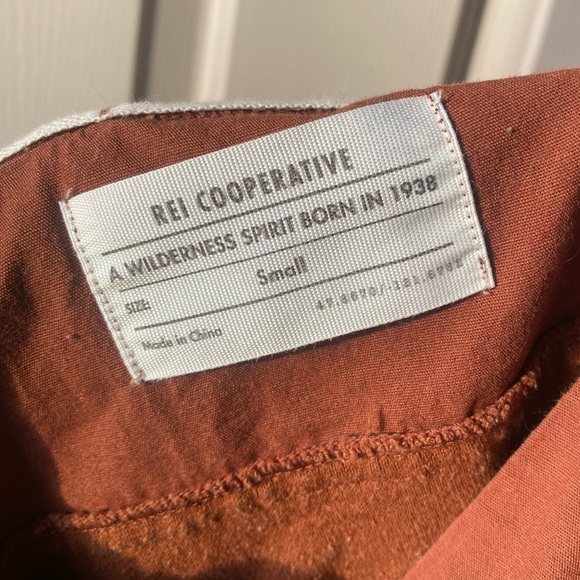 REI COOPERATIVE
A WILDERNESS SPIRIT BORN IN 1938
SIZE: Small
Made in China